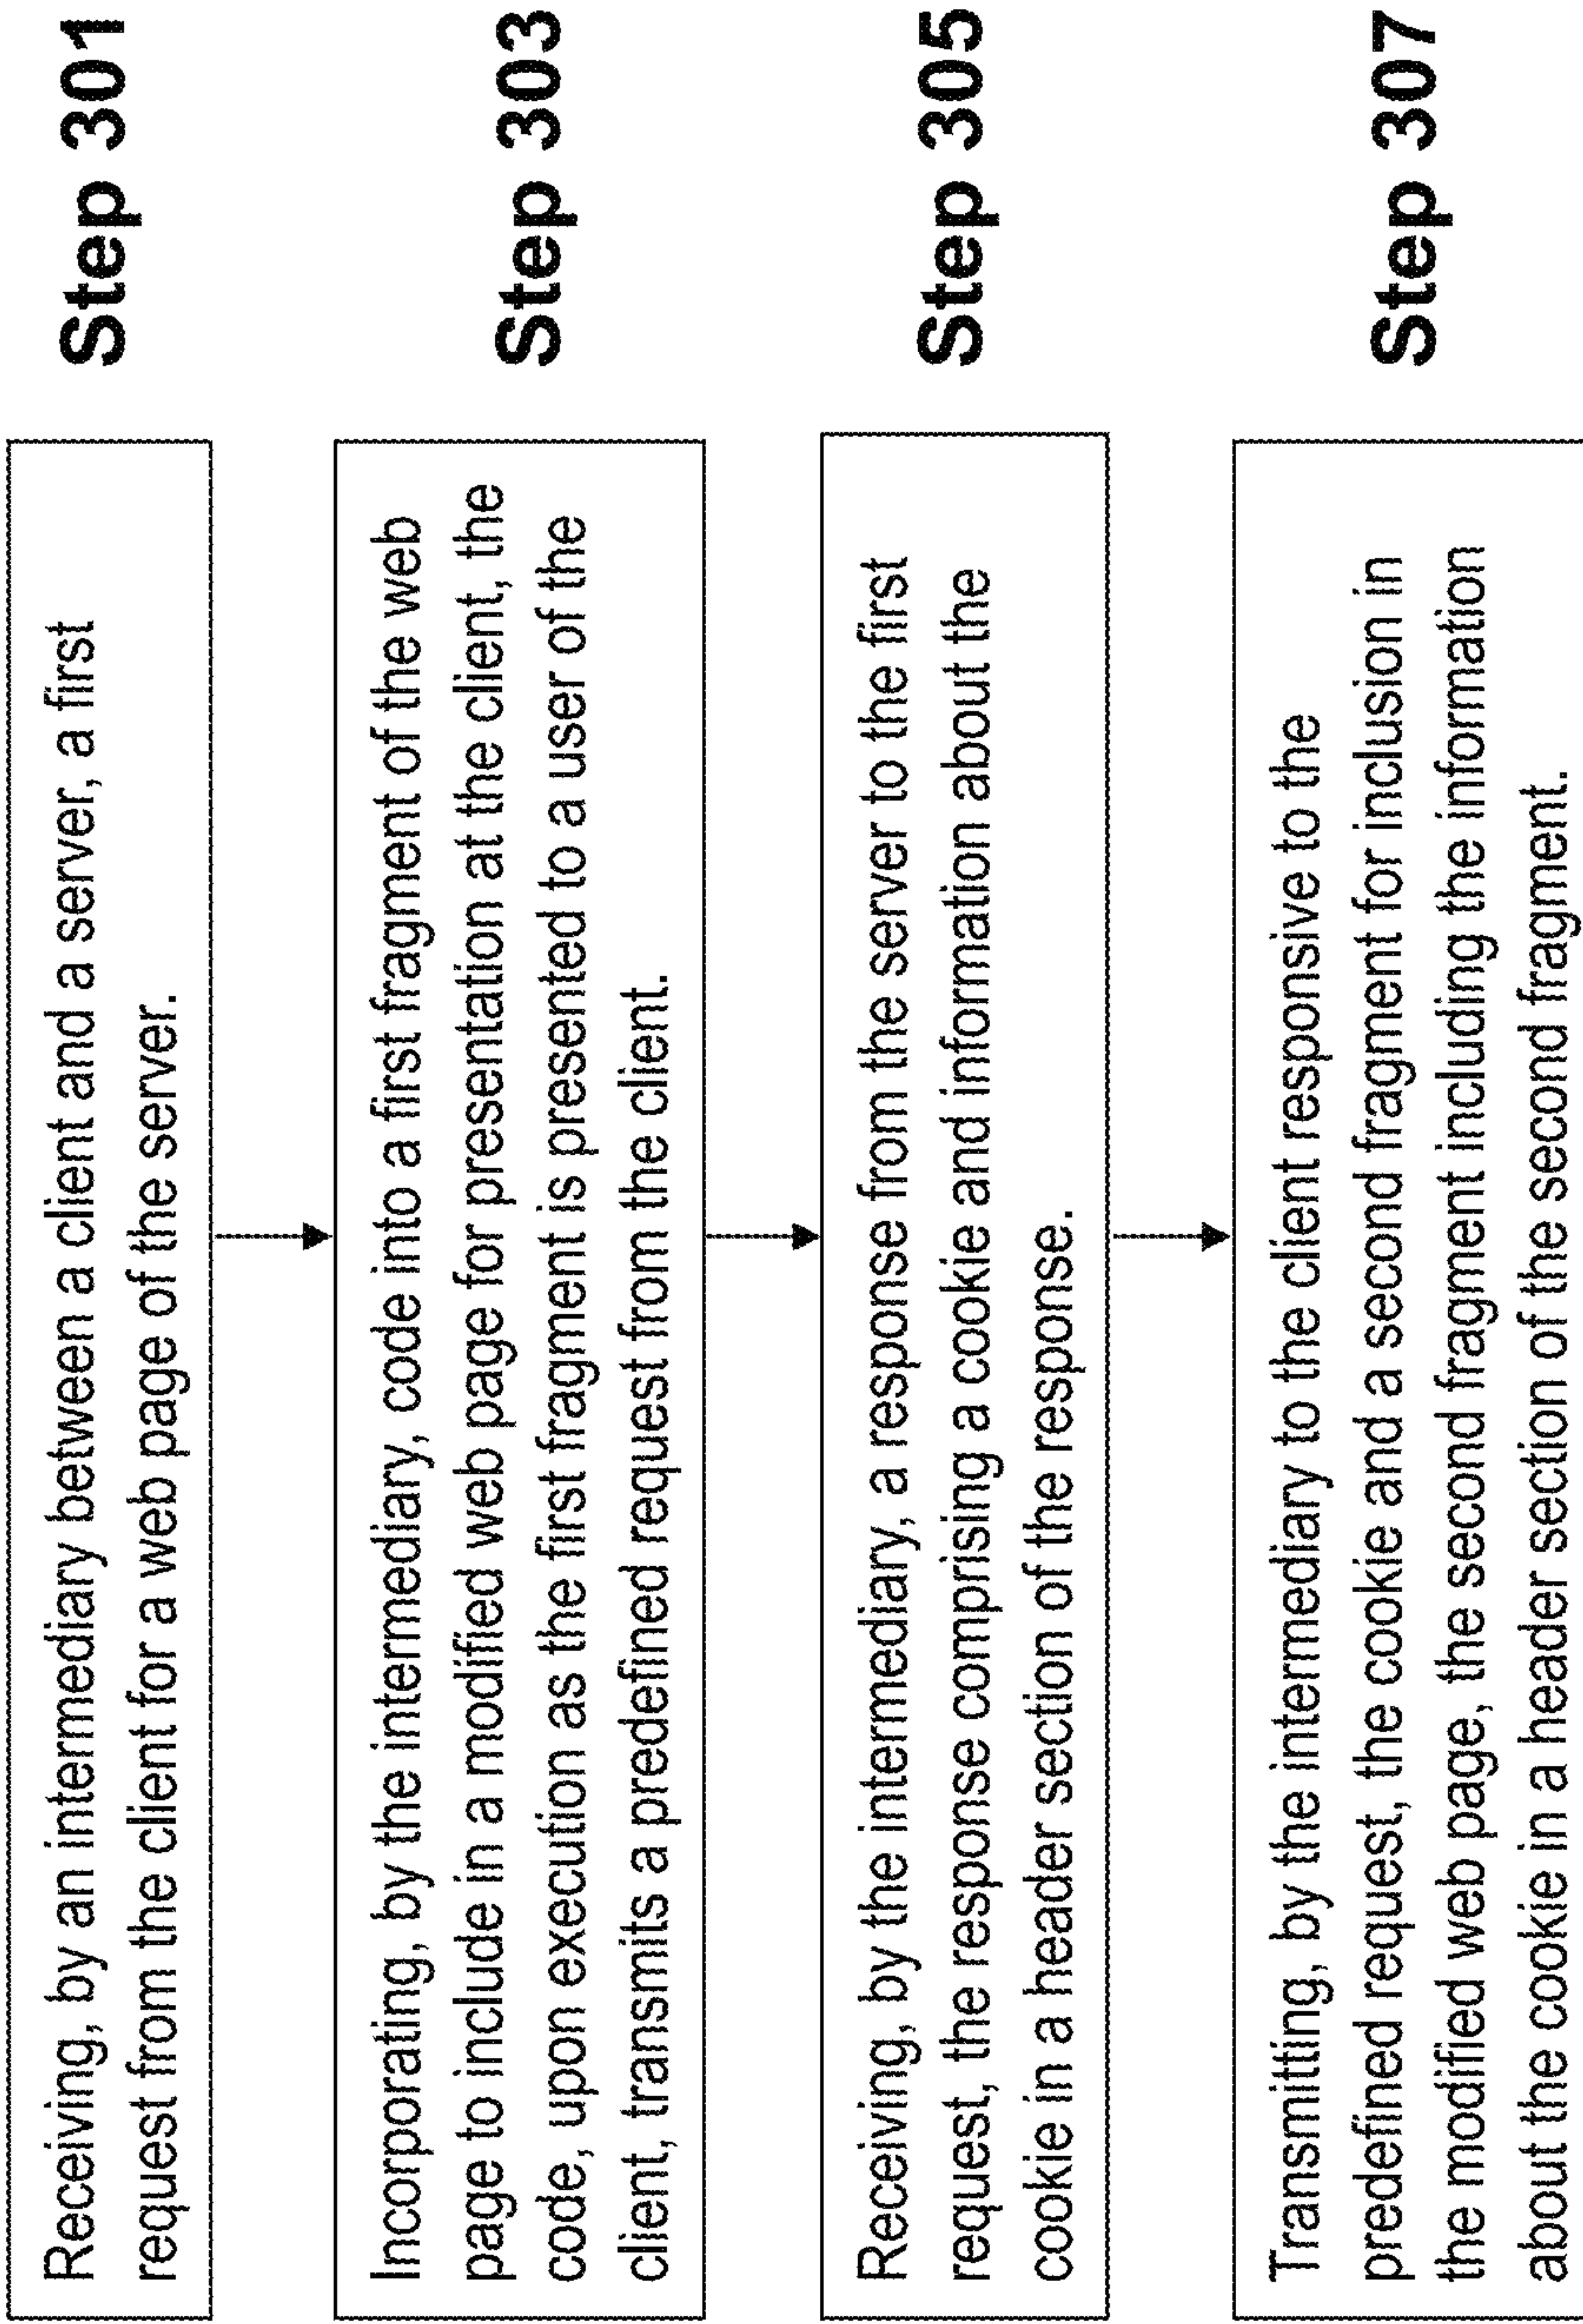 Receiving, by an intermediary between a client and a server, a first
request from the client for a web page of the server.
Step 301
Incorporating, by the intermediary, code into a first fragment of the web
page to include in a modified web page for presentation at the client, the
code, upon execution as the first fragment is presented to a user of the
client, transmits a predefined request from the client.
Step 303
Receiving, by the intermediary, a response from the server to the first
request, the response comprising a cookie and information about the
cookie in a header section of the response.
Step 305
Transmitting, by the intermediary to the client responsive to the
predefined request, the cookie and a second fragment for inclusion in
the modified web page, the second fragment including the information
about the cookie in a header section of the second fragment.
Step 307